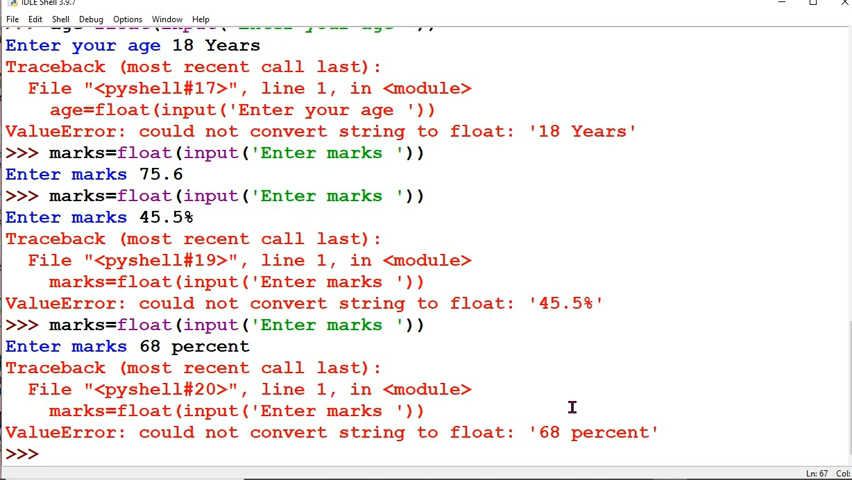 IDLE Shell 3.9.7
File Edit Shell Debug Options Window Help
Enter your age 18 Years
Traceback (most recent call last):
  File "<pyshell#17>", line 1, in <module>
    age=float(input('Enter your age '))
ValueError: could not convert string to float: '18 Years'
>>> marks=float(input('Enter marks '))
Enter marks 75.6
>>> marks=float(input('Enter marks '))
Enter marks 45.5%
Traceback (most recent call last):
  File "<pyshell#19>", line 1, in <module>
    marks=float(input('Enter marks '))
ValueError: could not convert string to float: '45.5%'
>>> marks=float(input('Enter marks '))
Enter marks 68 percent
Traceback (most recent call last):
  File "<pyshell#20>", line 1, in <module>
    marks=float(input('Enter marks '))
ValueError: could not convert string to float: '68 percent'
>>>
Ln: 67 Col: